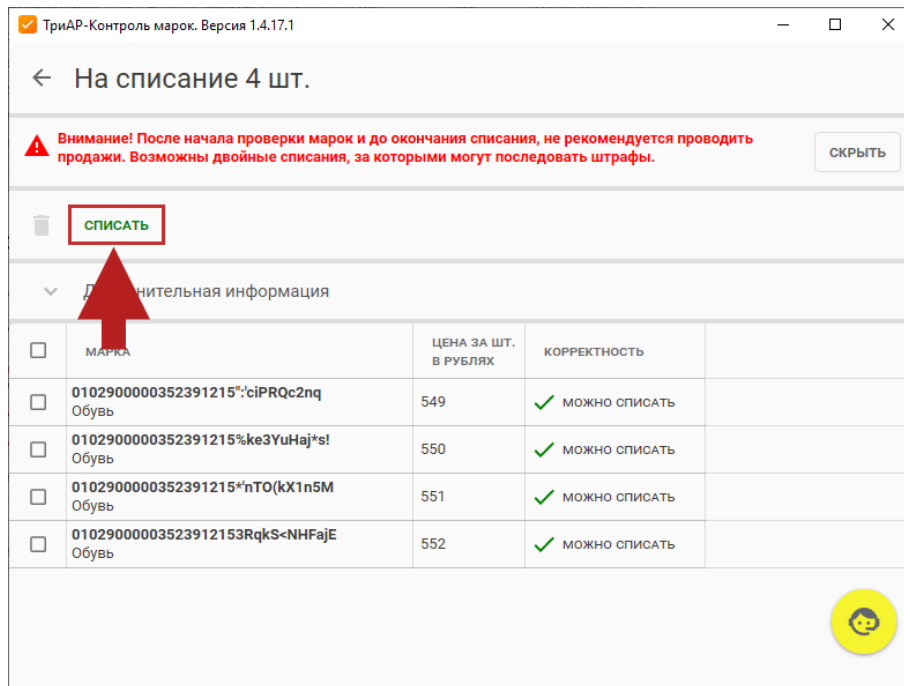 ТриАР-Контроль марок. Версия 1.4.17.1
На списание 4 шт.
Внимание! После начала проверки марок и до окончания списания, не рекомендуется проводить
продажи. Возможны двойные списания, за которыми могут последовать штрафы.
СКРЫТЬ
СПИСАТЬ
нительная информация
МАРКА
ЦЕНА ЗА ШТ.
В РУБЛЯХ
КОРРЕКТНОСТЬ
0102900000352391215":'ciPRQc2nq
Обувь
549
МОЖНО СПИСАТЬ
0102900000352391215%ke3YuHaj*s!
Обувь
550
МОЖНО СПИСАТЬ
0102900000352391215*'nTO(kX1n5M
Обувь
551
МОЖНО СПИСАТЬ
01029000003523912153RqkS<NHFajE
Обувь
552
МОЖНО СПИСАТЬ